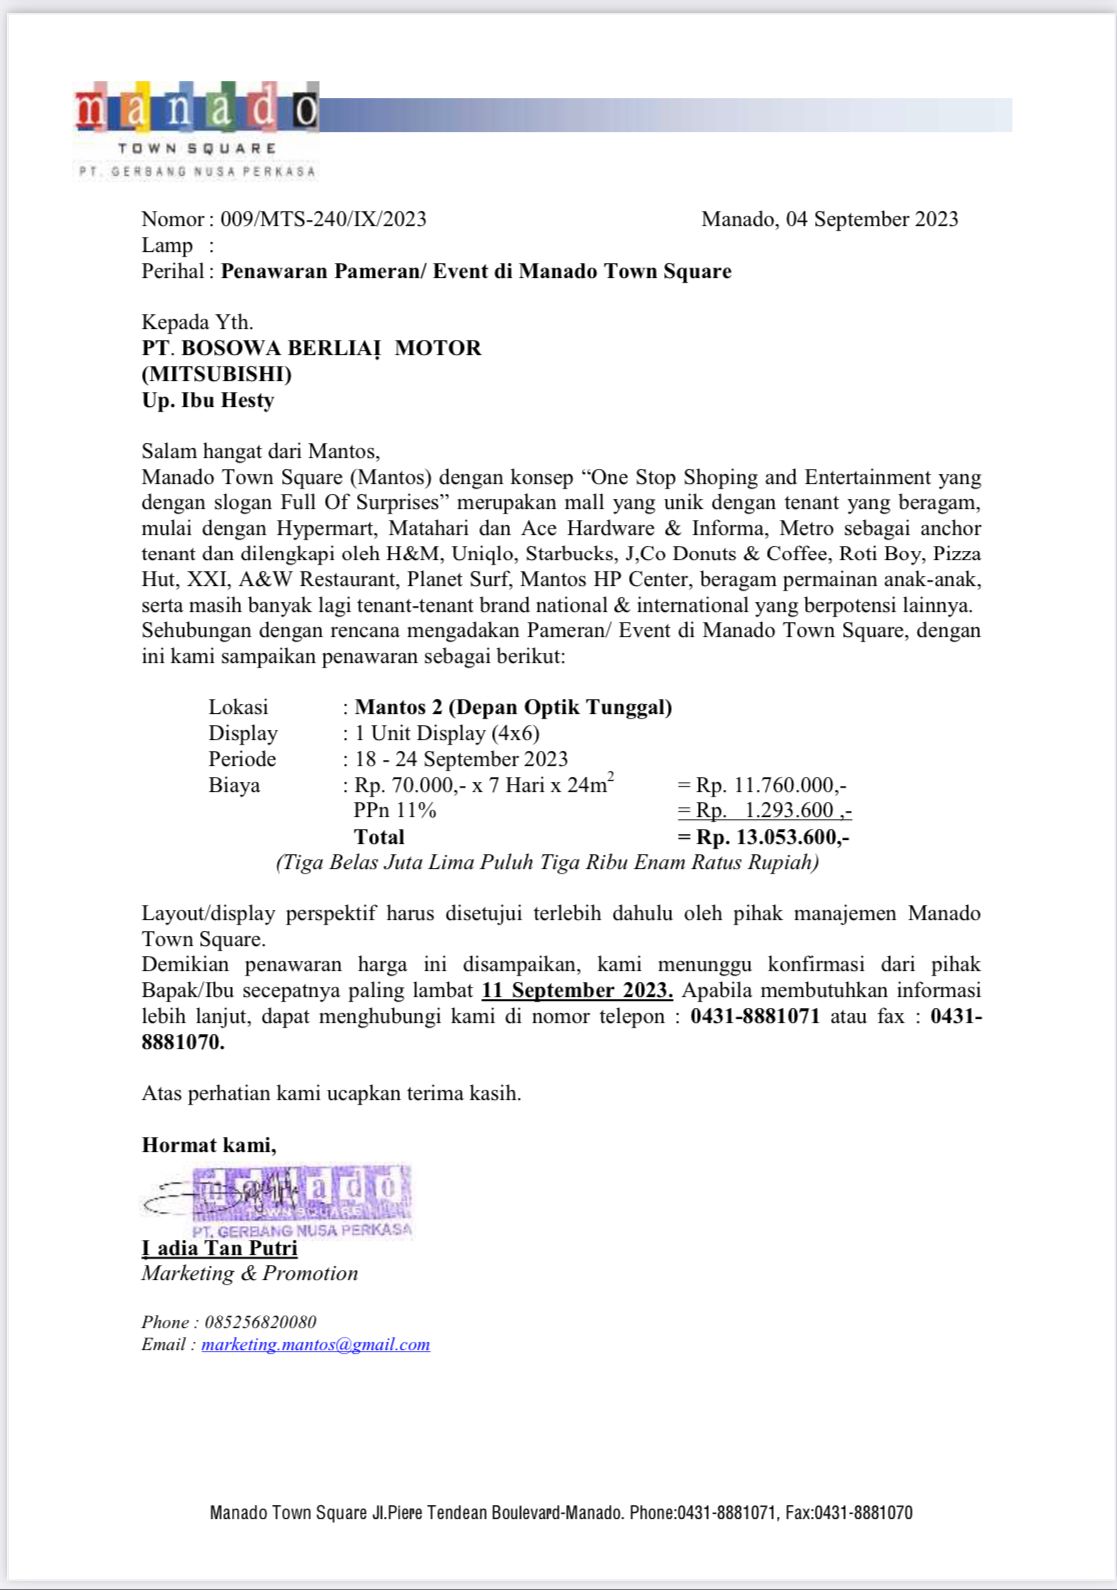 manado
TOWN SQUARE
PT. GERBANG NUSA PERKASA
Nomor : 009/MTS-240/IX/2023 Manado, 04 September 2023
Lamp :
Perihal : Penawaran Pameran/ Event di Manado Town Square
Kepada Yth.
PT. BOSOWA BERLIAI MOTOR
(MITSUBISHI)
Up. Ibu Hesty
Salam hangat dari Mantos,
Manado Town Square (Mantos) dengan konsep “One Stop Shoping and Entertainment yang
dengan slogan Full Of Surprises” merupakan mall yang unik dengan tenant yang beragam,
mulai dengan Hypermart, Matahari dan Ace Hardware & Informa, Metro sebagai anchor
tenant dan dilengkapi oleh H&M, Uniqlo, Starbucks, J,Co Donuts & Coffee, Roti Boy, Pizza
Hut, XXI, A&W Restaurant, Planet Surf, Mantos HP Center, beragam permainan anak-anak,
serta masih banyak lagi tenant-tenant brand national & international yang berpotensi lainnya.
Sehubungan dengan rencana mengadakan Pameran/ Event di Manado Town Square, dengan
ini kami sampaikan penawaran sebagai berikut:
Lokasi : Mantos 2 (Depan Optik Tunggal)
Display : 1 Unit Display (4x6)
Periode : 18 - 24 September 2023
Biaya : Rp. 70.000,- x 7 Hari x 24m² = Rp. 11.760.000,-
PPn 11% = Rp. 1.293.600 ,-
Total = Rp. 13.053.600,-
(Tiga Belas Juta Lima Puluh Tiga Ribu Enam Ratus Rupiah)
Layout/display perspektif harus disetujui terlebih dahulu oleh pihak manajemen Manado
Town Square.
Demikian penawaran harga ini disampaikan, kami menunggu konfirmasi dari pihak
Bapak/Ibu secepatnya paling lambat 11 September 2023. Apabila membutuhkan informasi
lebih lanjut, dapat menghubungi kami di nomor telepon : 0431-8881071 atau fax : 0431-
8881070.
Atas perhatian kami ucapkan terima kasih.
Hormat kami,
manado
TOWN SQUARE
PT. GERBANG NUSA PERKASA
I adia Tan Putri
Marketing & Promotion
Phone : 085256820080
Email : marketing.mantos@gmail.com
Manado Town Square Jl.Piere Tendean Boulevard-Manado. Phone:0431-8881071, Fax:0431-8881070